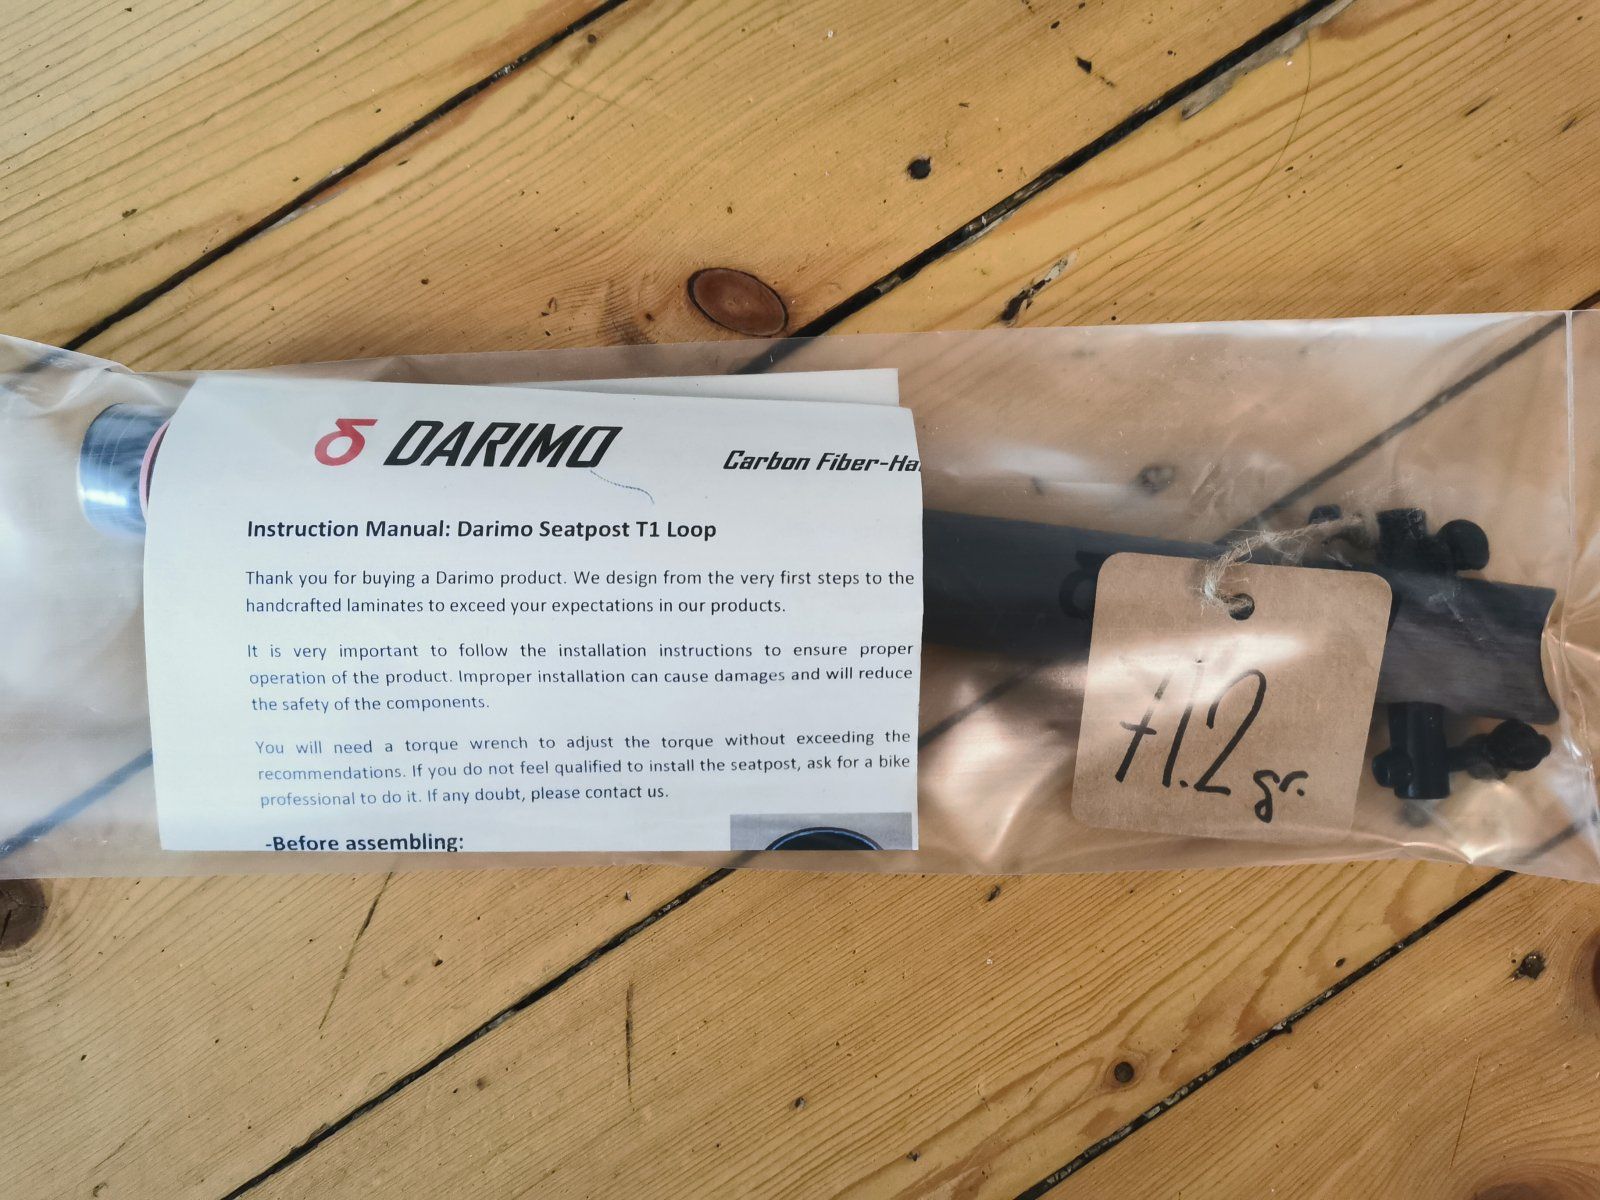 δ DARIMO
Carbon Fiber-Ha
Instruction Manual: Darimo Seatpost T1 Loop
Thank you for buying a Darimo product. We design from the very first steps to the
handcrafted laminates to exceed your expectations in our products.
It is very important to follow the installation instructions to ensure proper
operation of the product. Improper installation can cause damages and will reduce
the safety of the components.
You will need a torque wrench to adjust the torque without exceeding the
recommendations. If you do not feel qualified to install the seatpost, ask for a bike
professional to do it. If any doubt, please contact us.
-Before assembling:
71.2 gr.